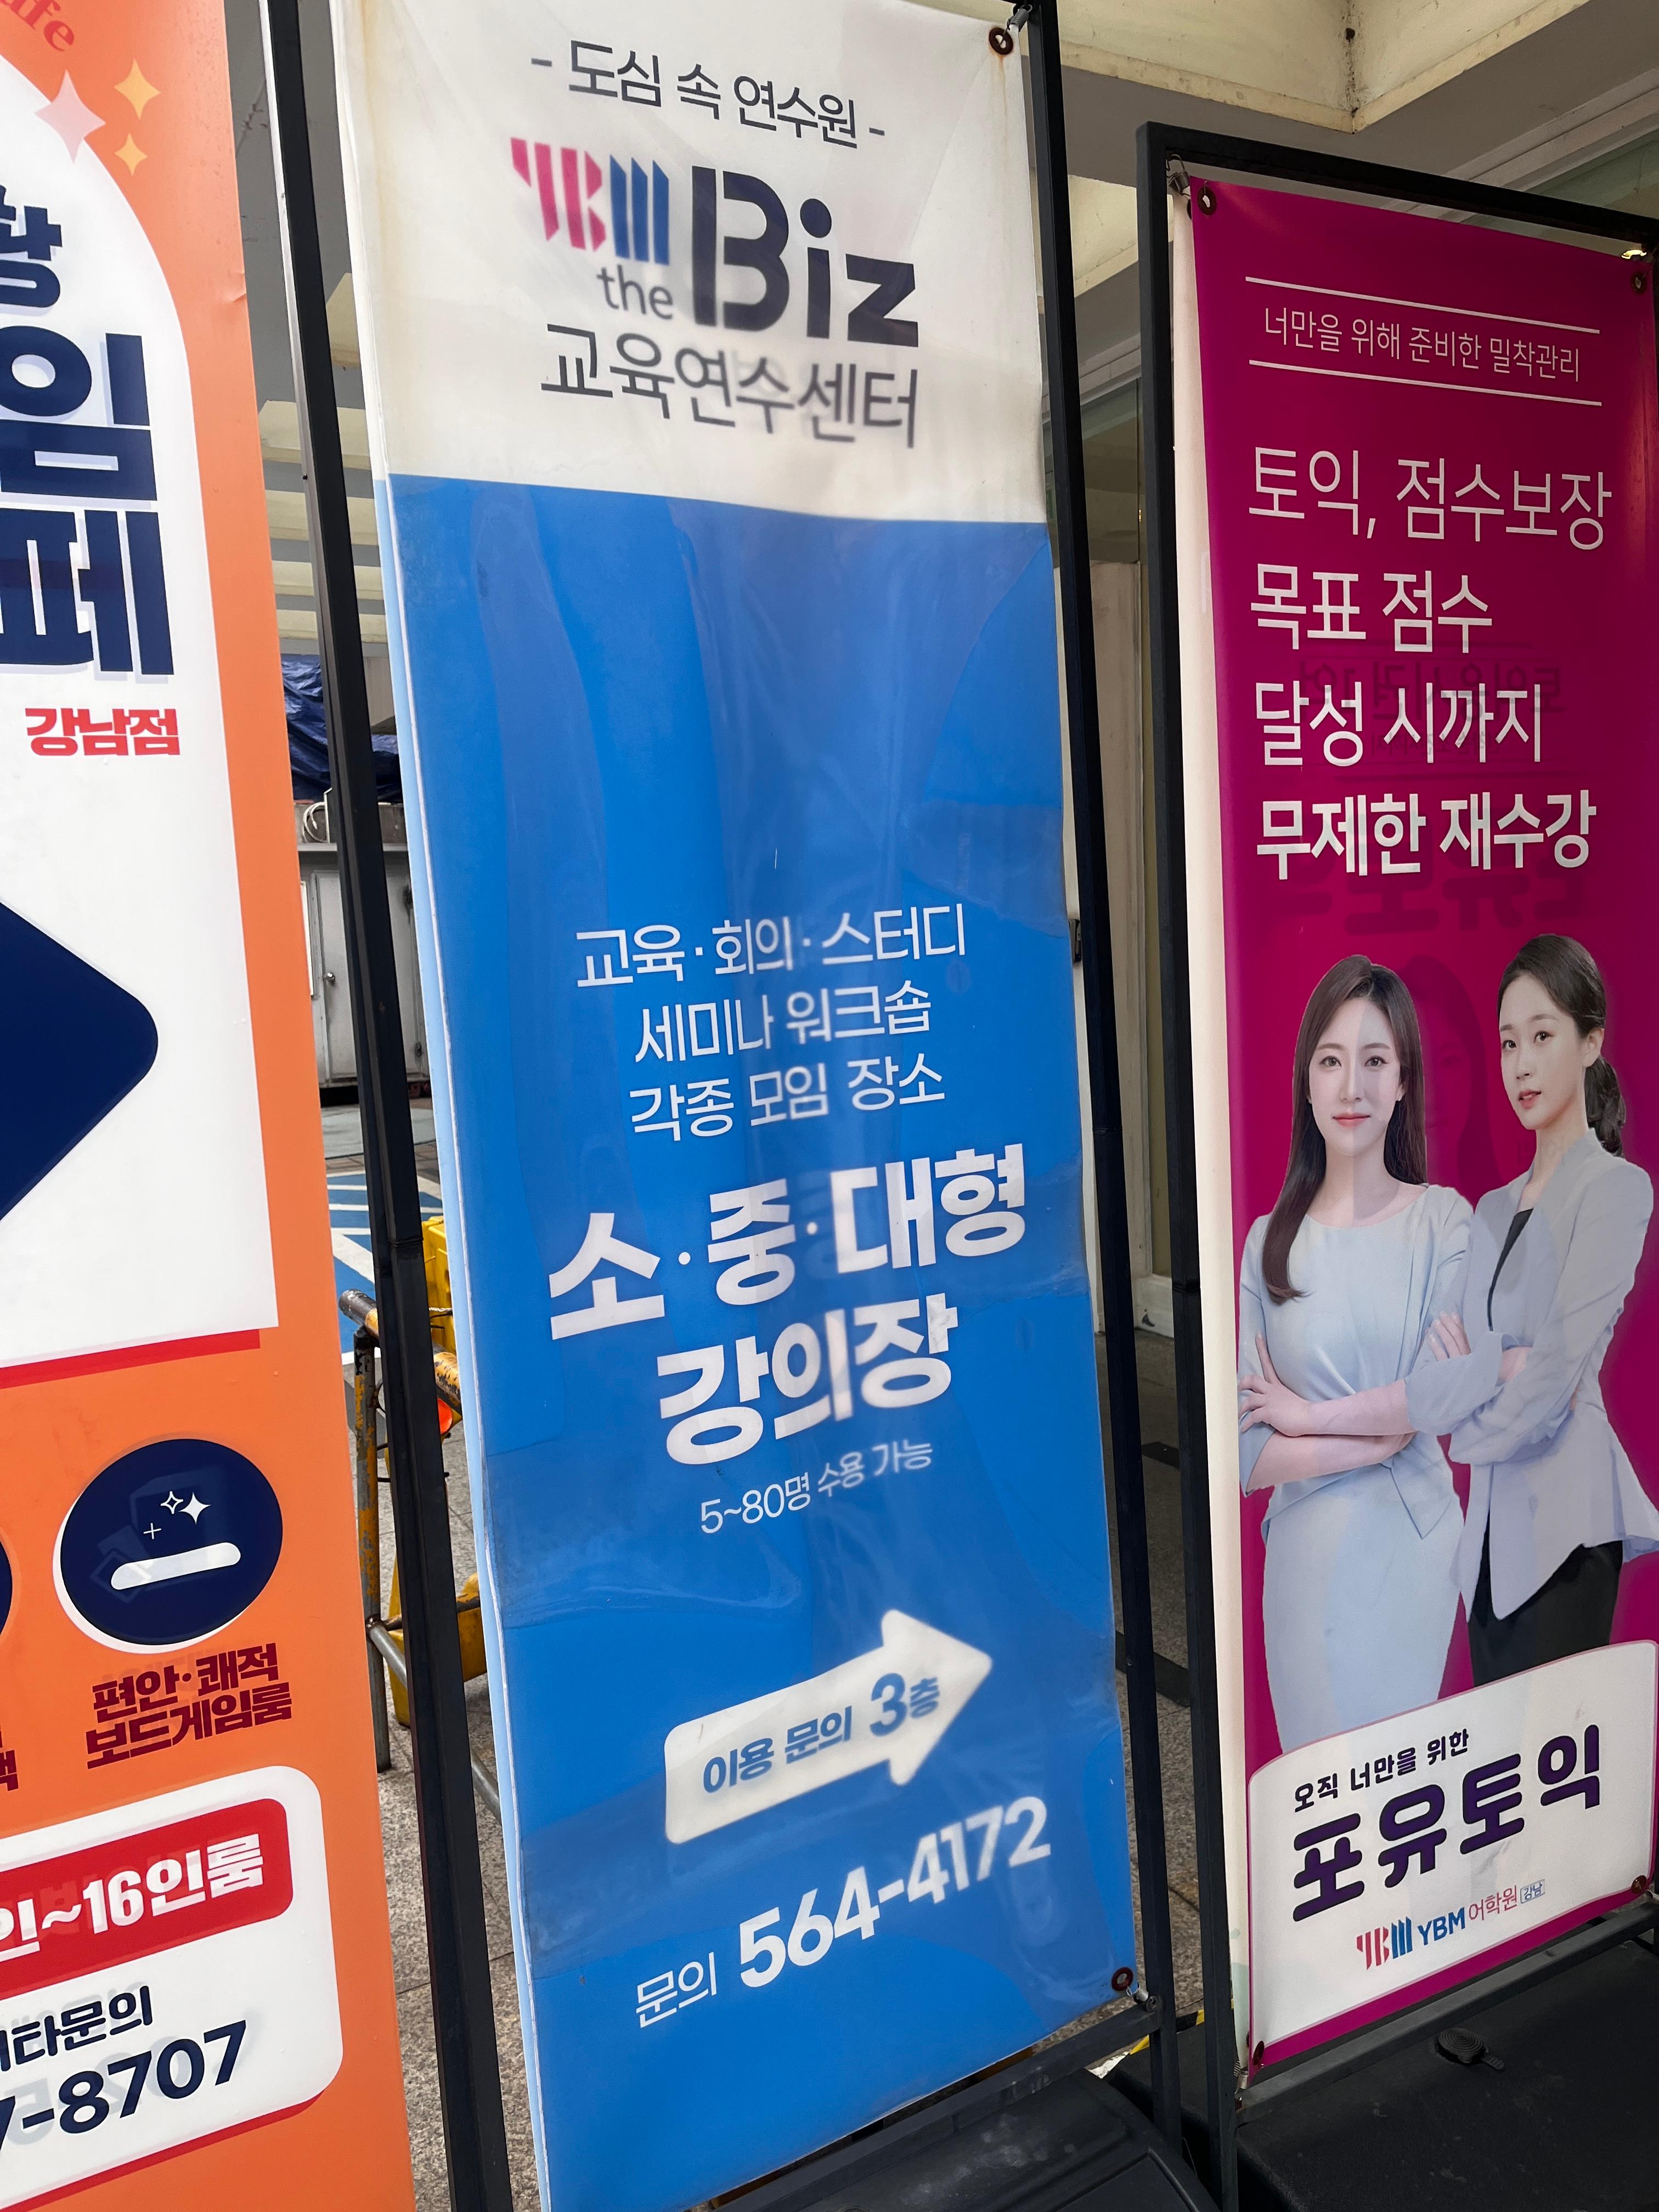 강남점
편안·쾌적
보드게임룸
인~16인룸
타문의
-8707
- 도심 속 연수원 -
YBM
the Biz
교육연수센터
교육·회의·스터디
세미나 워크숍
각종 모임 장소
소·중·대형
강의장
5~80명 수용 가능
이용 문의 3층
문의 564-4172
너만을 위해 준비한 밀착관리
토익, 점수보장
목표 점수
달성 시까지
무제한 재수강
오직 너만을 위한
포유토익
YBM YBM 어학원 강남